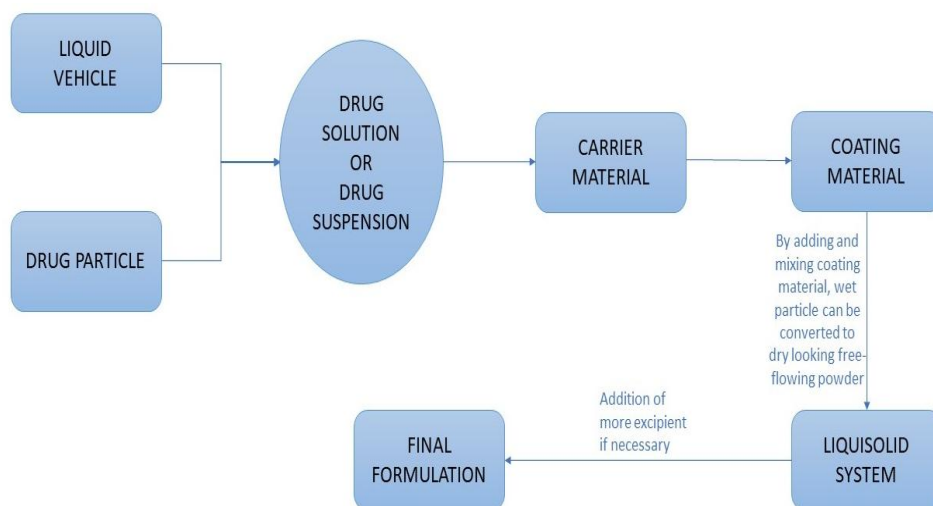 LIQUID
VEHICLE
DRUG PARTICLE
DRUG
SOLUTION
OR
DRUG
SUSPENSION
CARRIER
MATERIAL
COATING
MATERIAL
By adding and
mixing coating
material, wet
particle can be
converted to
dry looking free-
flowing powder
LIQUISOLID
SYSTEM
Addition of
more excipient
if necessary
FINAL
FORMULATION